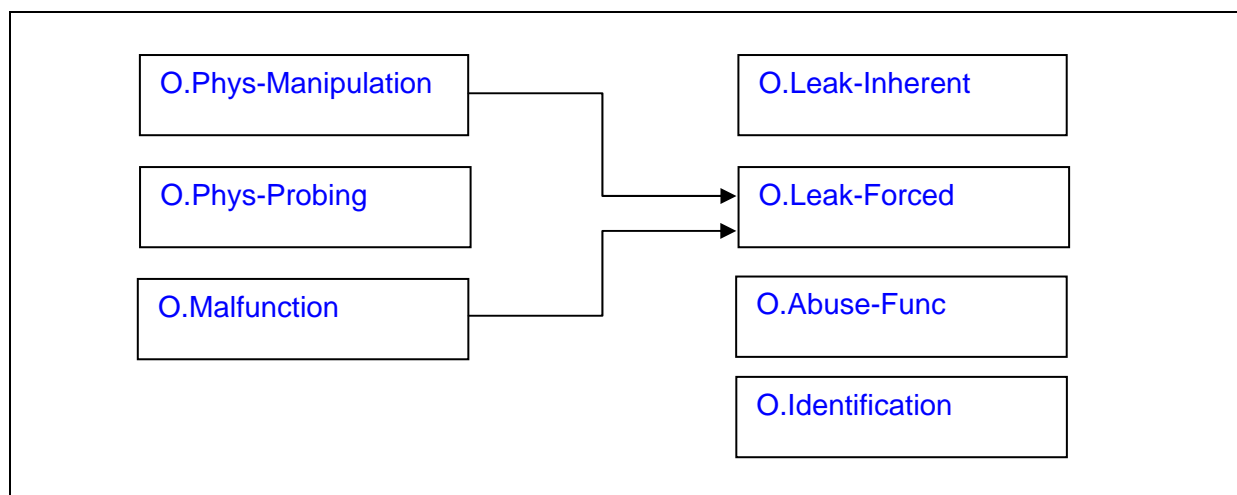 O.Phys-Manipulation
O.Leak-Inherent
O.Phys-Probing
O.Leak-Forced
O.Malfunction
O.Abuse-Func
O.Identification